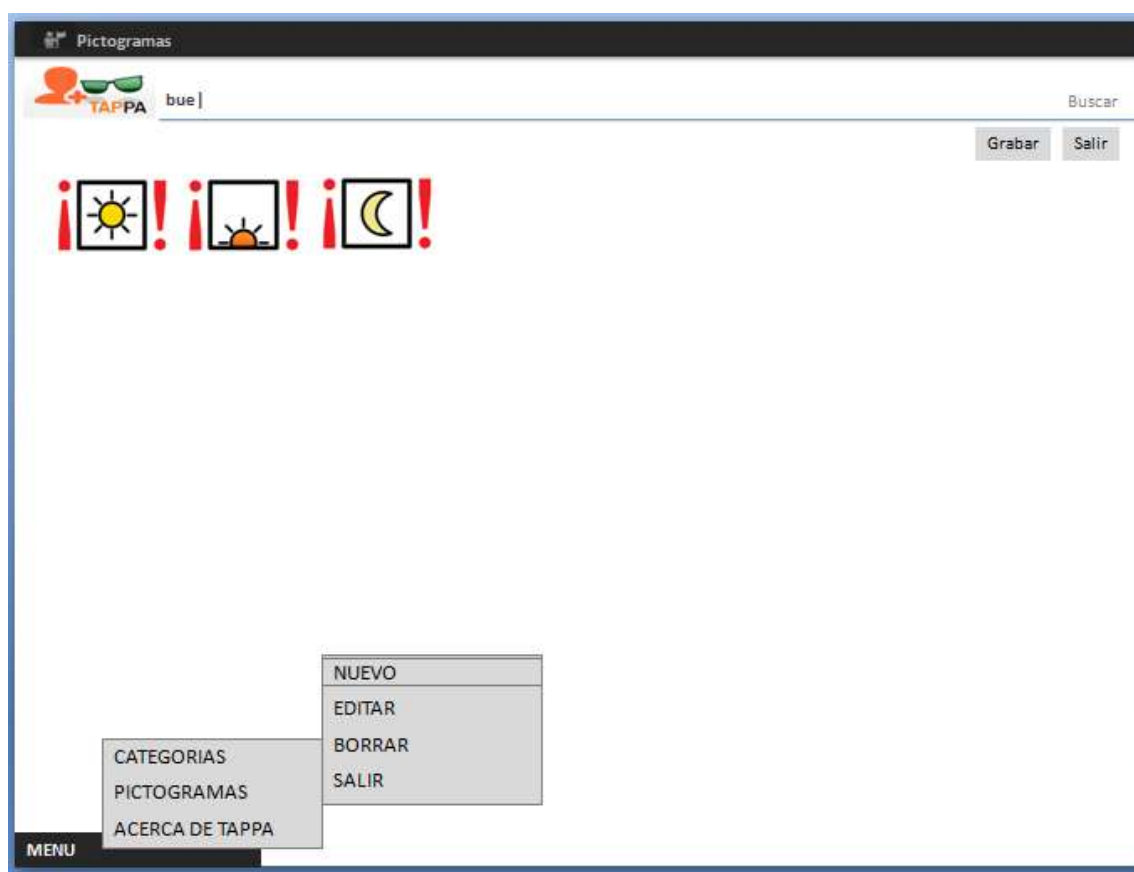 Pictogramas
TAPPA
bue
Buscar
Grabar
Salir
¡ !
¡ !
¡ !
NUEVO
EDITAR
BORRAR
SALIR
CATEGORIAS
PICTOGRAMAS
ACERCA DE TAPPA
MENU